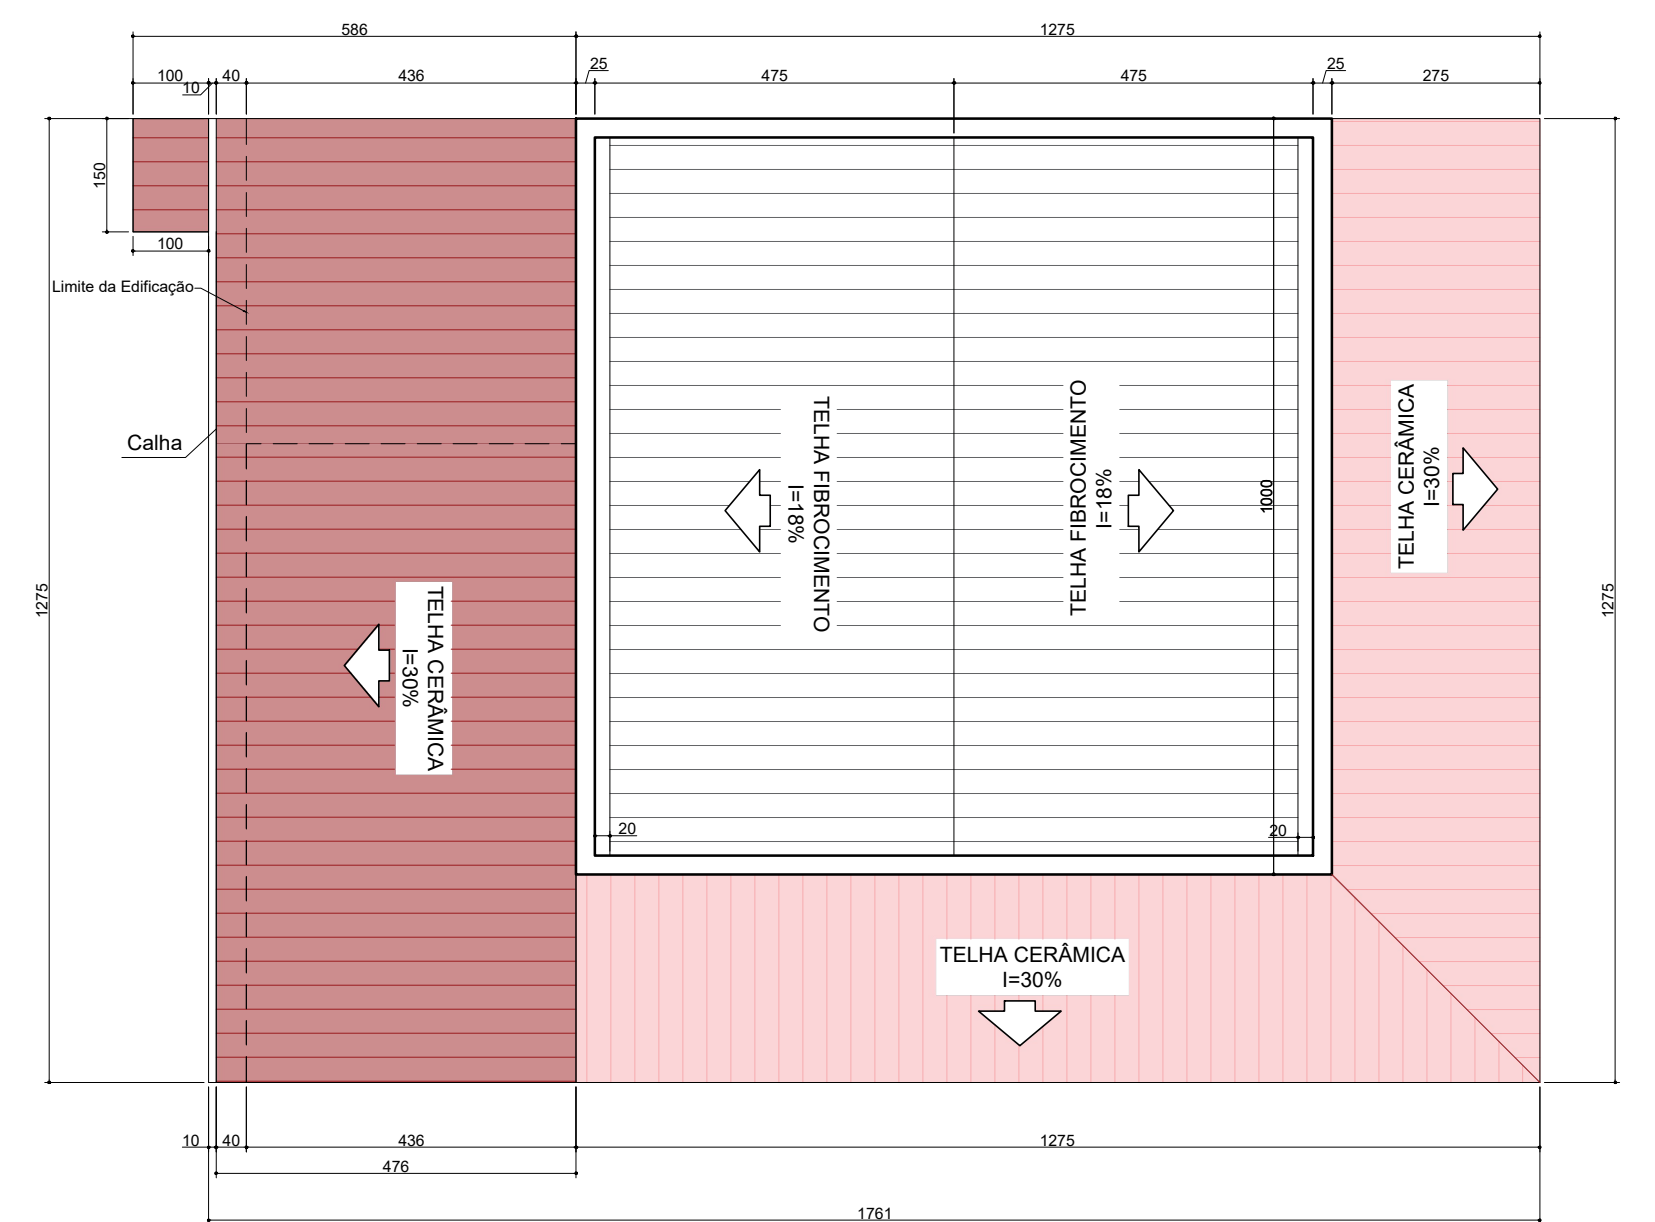 586
1275
100
10
40
436
25
475
475
25
275
150
100
Limite da Edificação
Calha
1275
1275
1000
TELHA FIBROCIMENTO
I=18%
TELHA FIBROCIMENTO
I=18%
TELHA CERÂMICA
I=30%
TELHA CERÂMICA
I=30%
20
20
TELHA CERÂMICA
I=30%
10
40
436
1275
476
1761